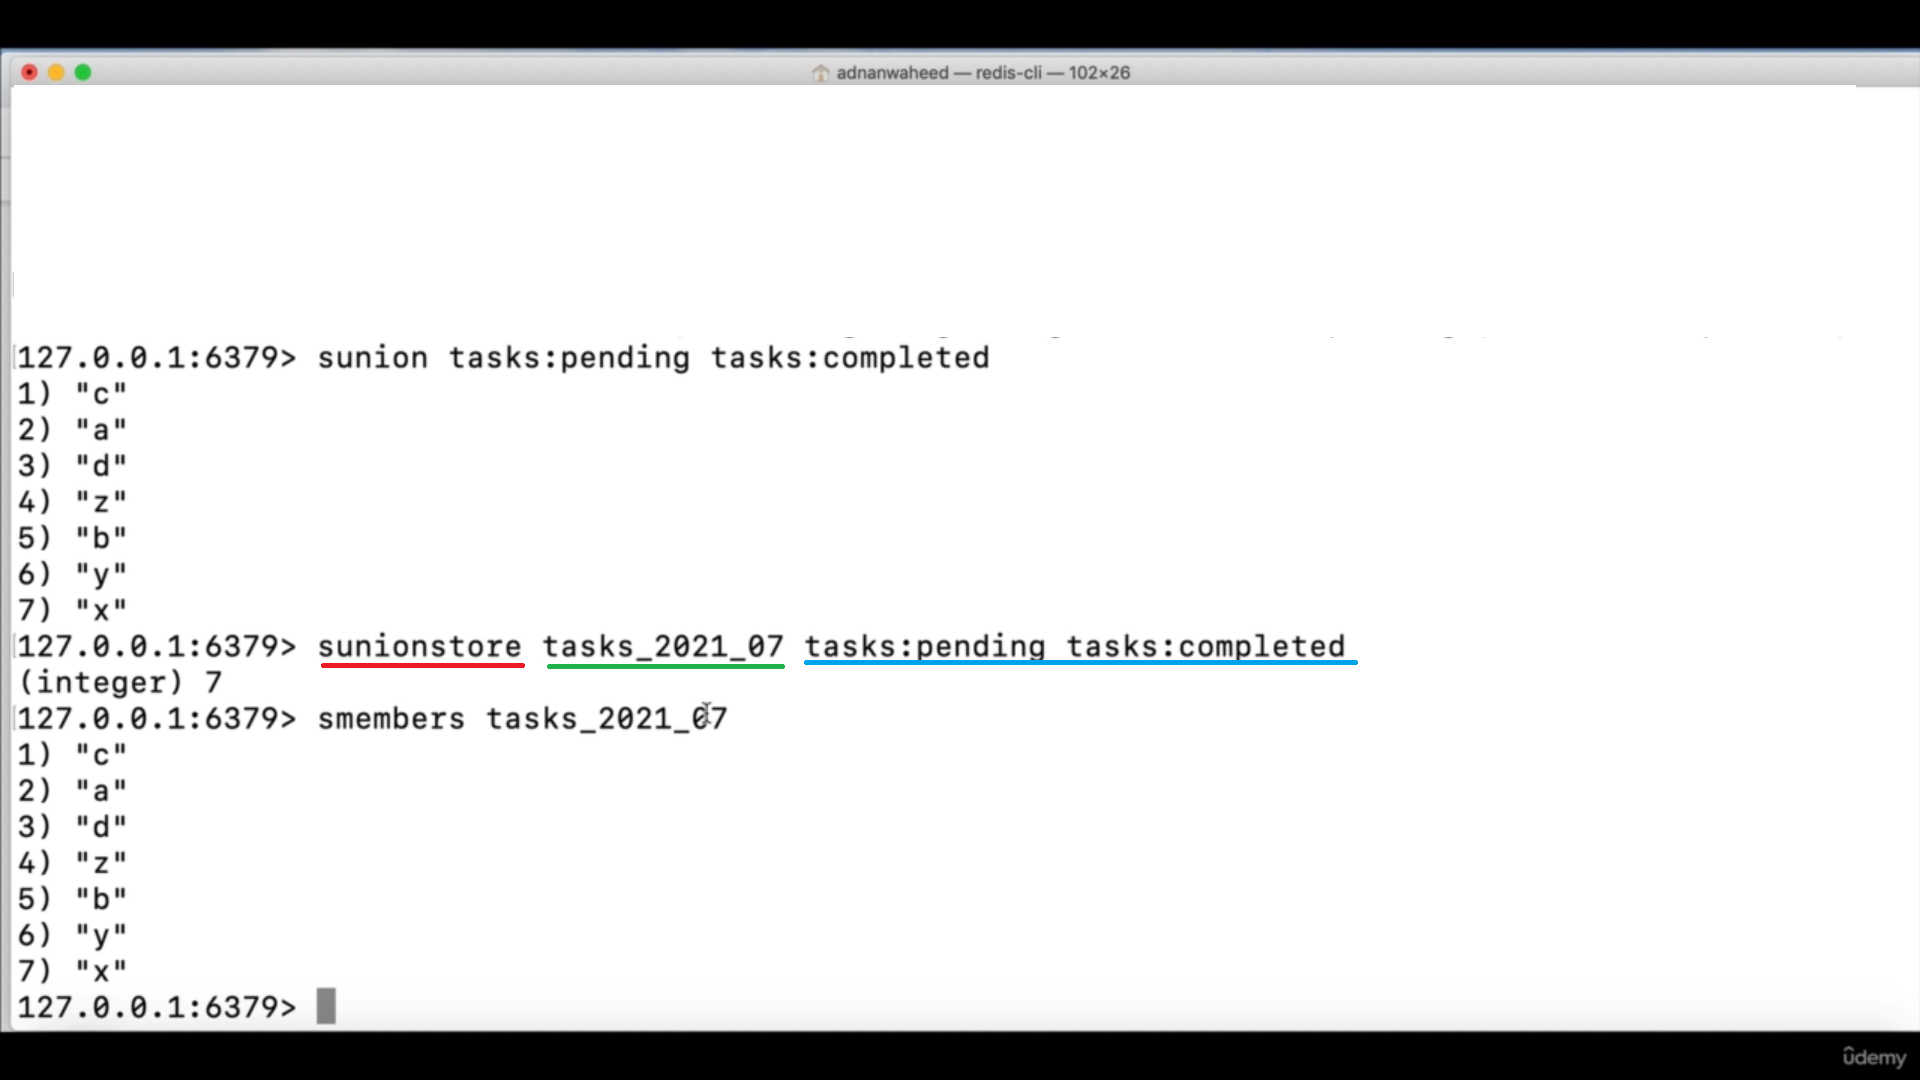 adnanwaheed — redis-cli — 102×26
127.0.0.1:6379> sunion tasks:pending tasks:completed
1) "c"
2) "a"
3) "d"
4) "z"
5) "b"
6) "y"
7) "x"
127.0.0.1:6379> sunionstore tasks_2021_07 tasks:pending tasks:completed
(integer) 7
127.0.0.1:6379> smembers tasks_2021_07
1) "c"
2) "a"
3) "d"
4) "z"
5) "b"
6) "y"
7) "x"
127.0.0.1:6379>
ûdemy